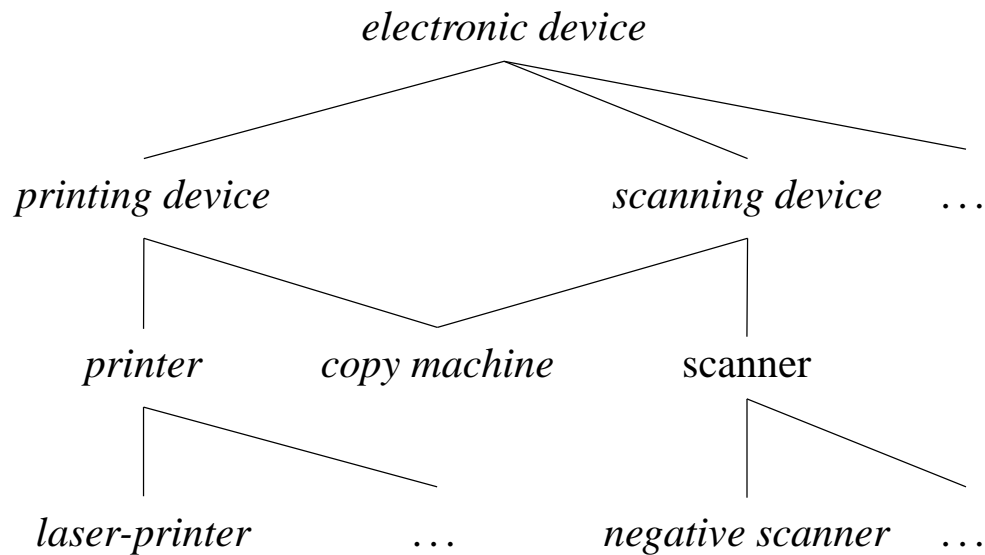 electronic device
printing device scanning device ...
printer copy machine scanner
laser-printer ... negative scanner ...